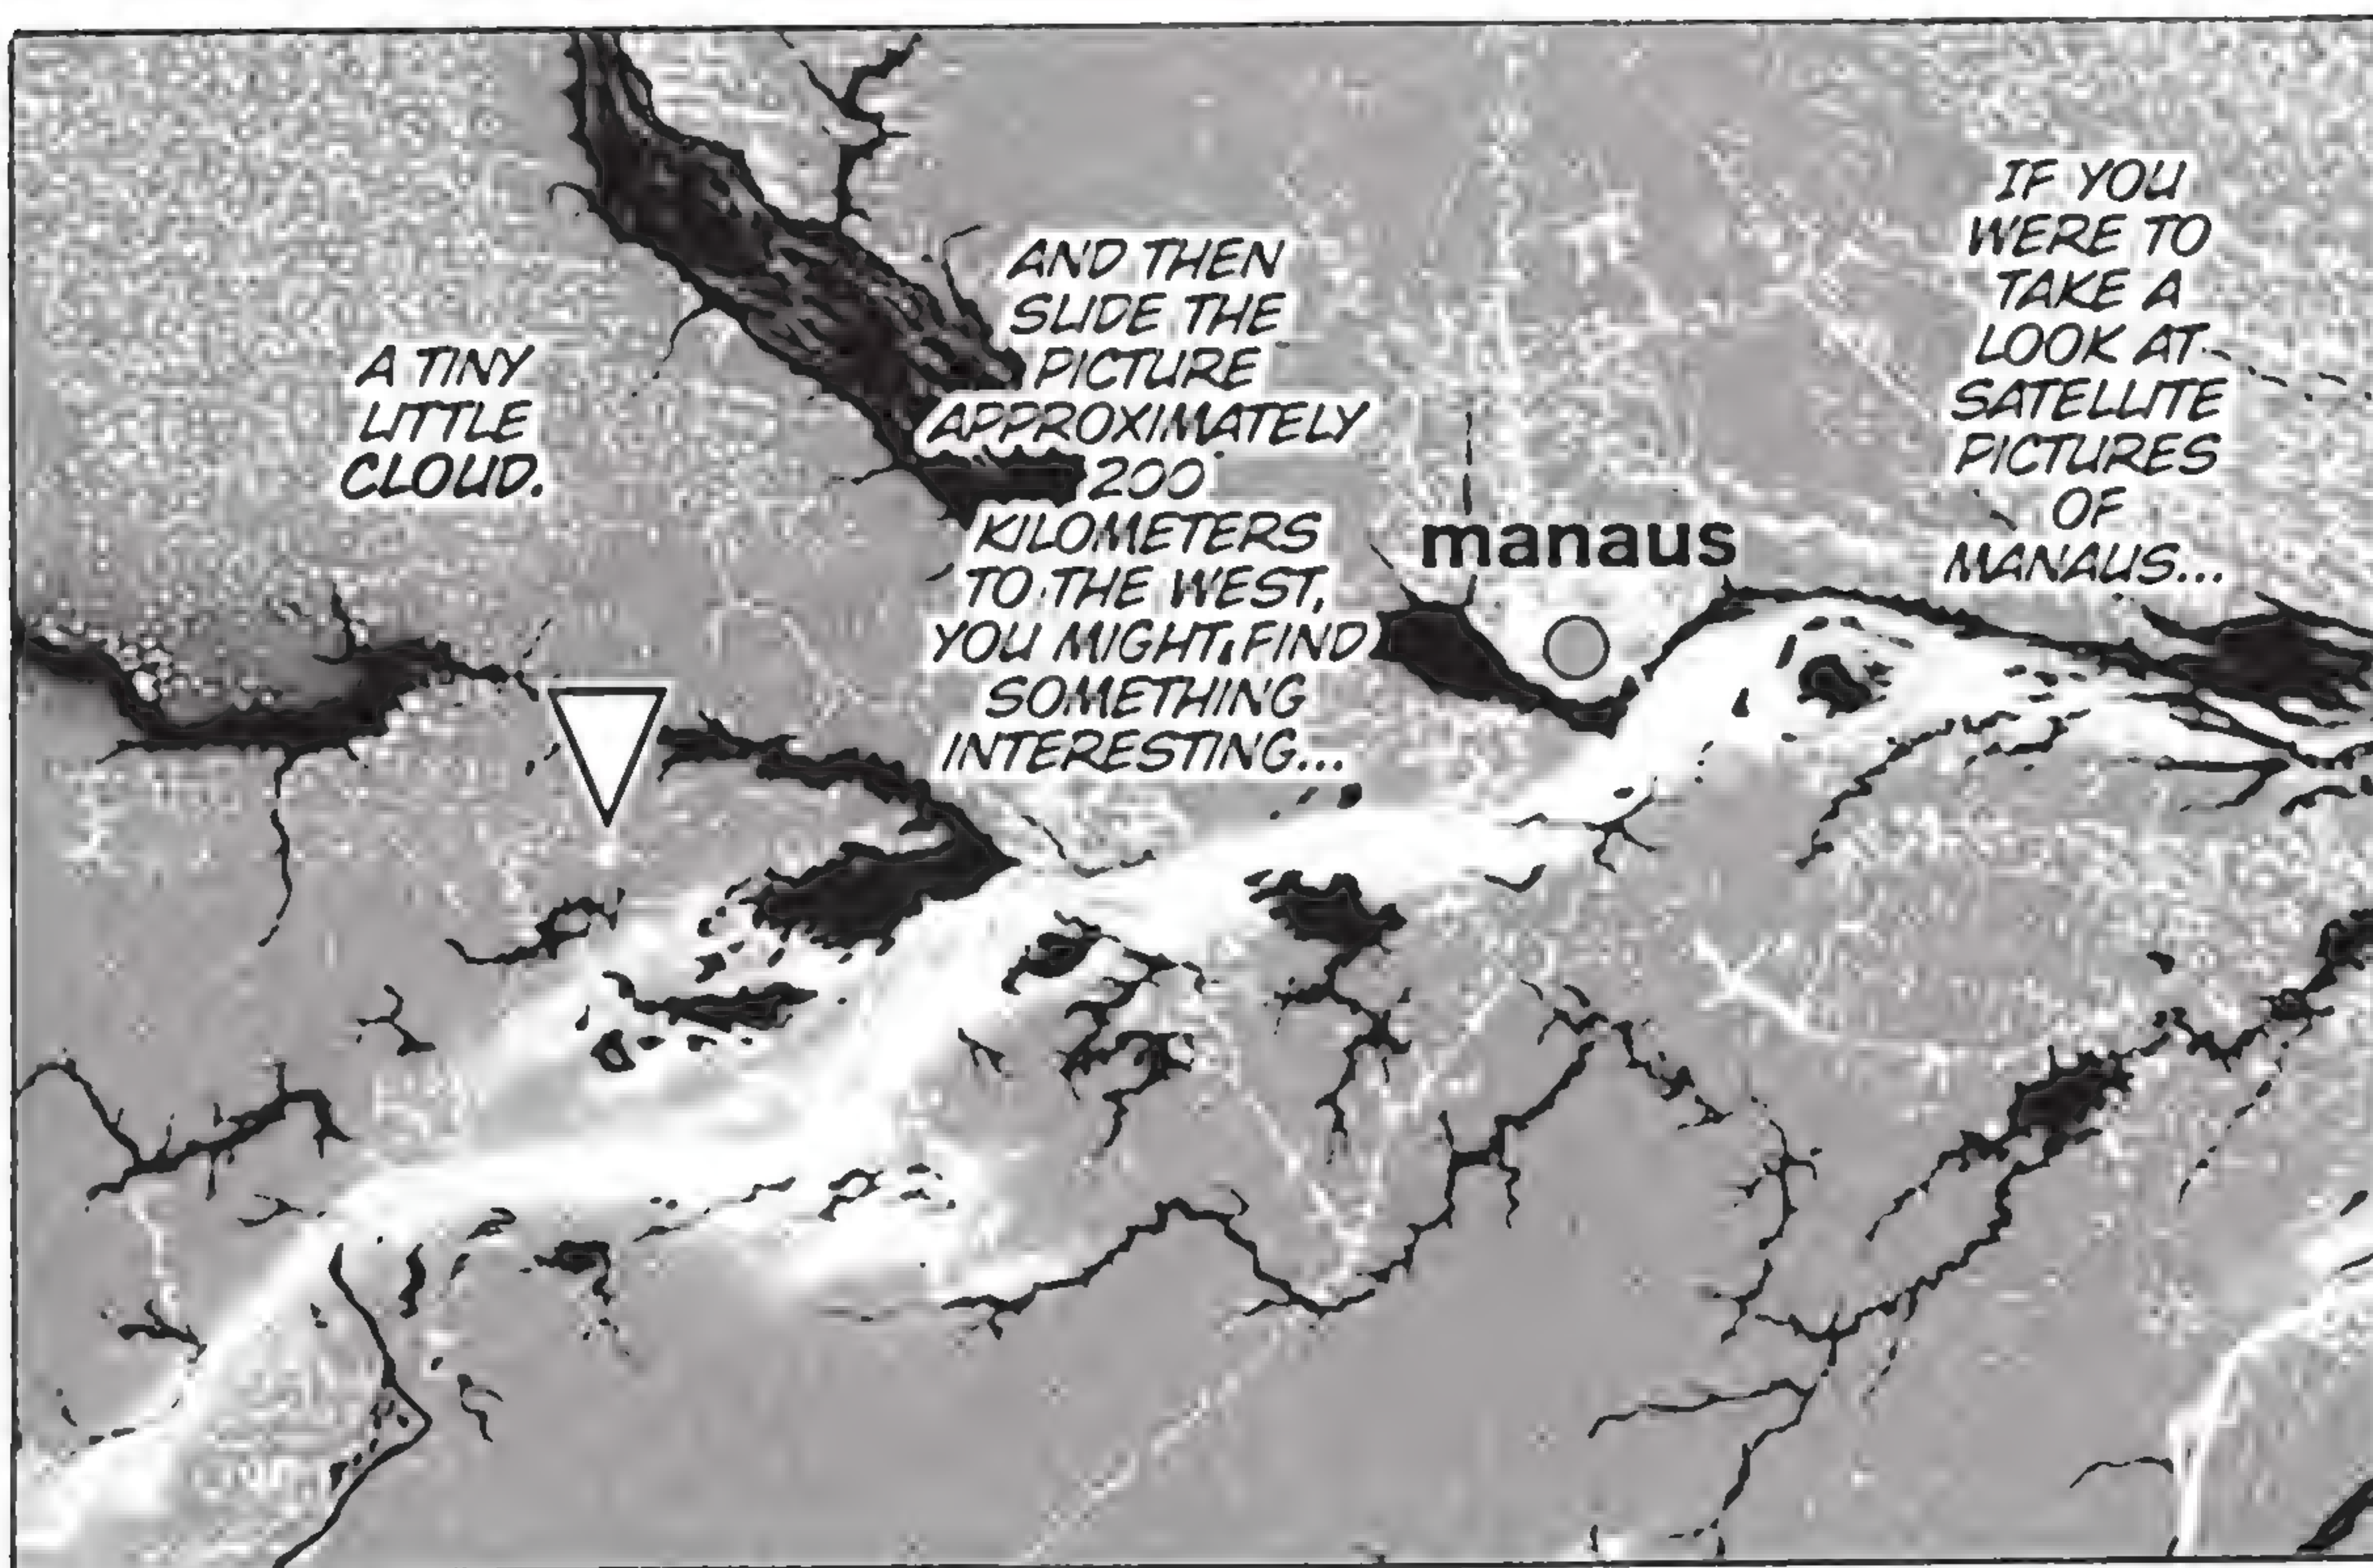 IF YOU
WERE TO
TAKE A
LOOK AT
SATELLITE
PICTURES
OF
MANAUS...
manaus
AND THEN
SLIDE THE
PICTURE
APPROXIMATELY
200
KILOMETERS
TO THE WEST,
YOU MIGHT FIND
SOMETHING
INTERESTING...
A TINY
LITTLE
CLOUD.